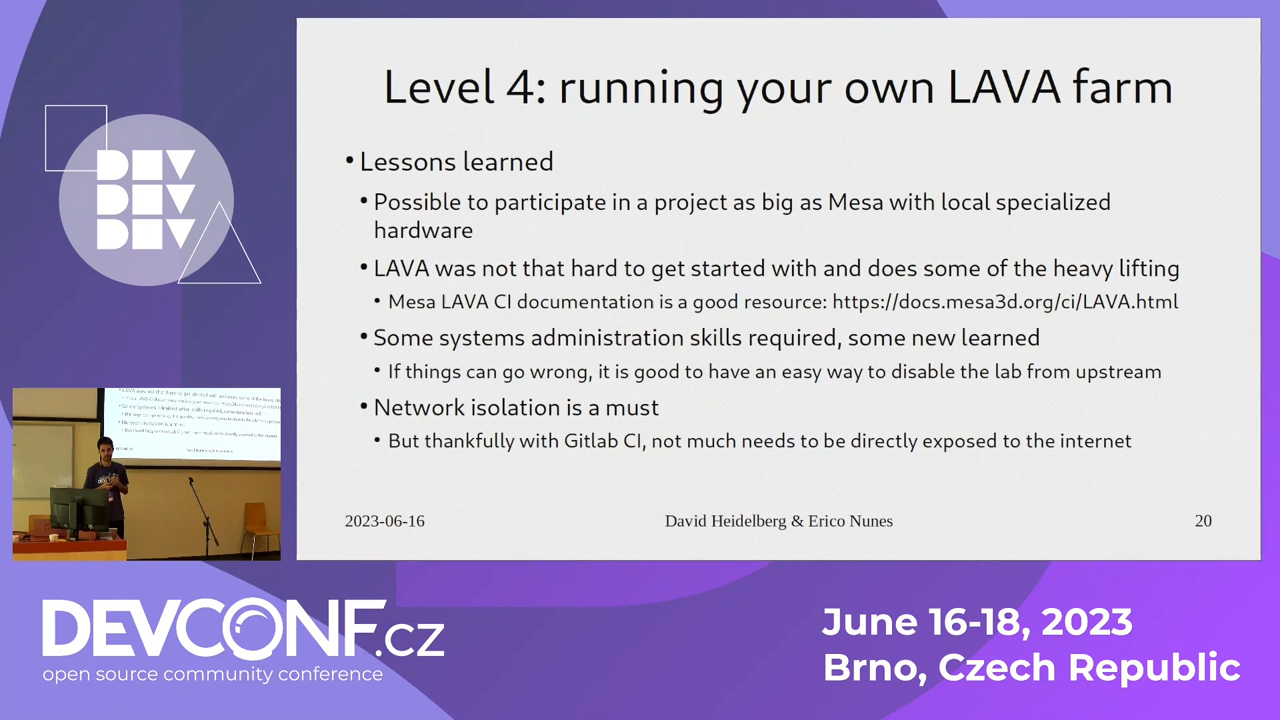 Level 4: running your own LAVA farm
• Lessons learned
• Possible to participate in a project as big as Mesa with local specialized
hardware
• LAVA was not that hard to get started with and does some of the heavy lifting
• Mesa LAVA CI documentation is a good resource: https://docs.mesa3d.org/ci/LAVA.html
• Some systems administration skills required, some new learned
• If things can go wrong, it is good to have an easy way to disable the lab from upstream
• Network isolation is a must
• But thankfully with Gitlab CI, not much needs to be directly exposed to the internet
2023-06-16
David Heidelberg & Erico Nunes
20
DEV
DEV
DEV
DEVCONF.cz
open source community conference
June 16-18, 2023
Brno, Czech Republic